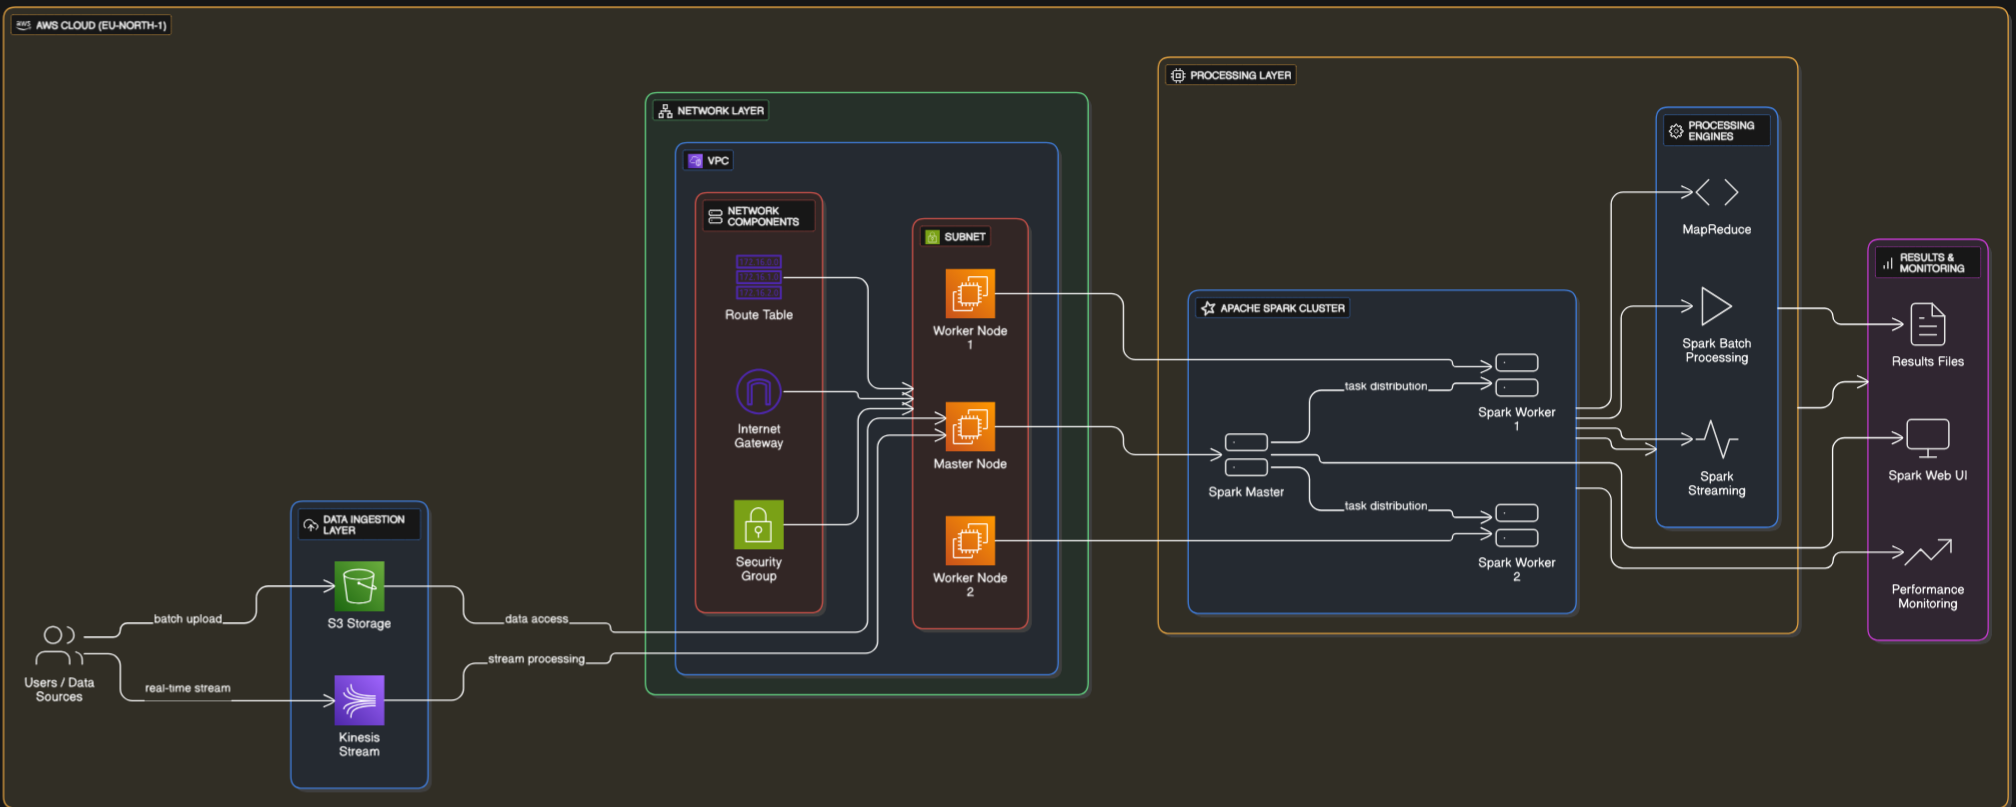 aws AWS CLOUD (EU-NORTH-1)
Users / Data
Sources
batch upload
real-time stream
DATA INGESTION
LAYER
S3 Storage
Kinesis
Stream
data access
stream processing
NETWORK LAYER
VPC
NETWORK
COMPONENTS
Route Table
Internet
Gateway
Security
Group
SUBNET
Worker Node
1
Master Node
Worker Node
2
PROCESSING LAYER
APACHE SPARK CLUSTER
Spark Master
task distribution
task distribution
Spark Worker
1
Spark Worker
2
PROCESSING
ENGINES
MapReduce
Spark Batch
Processing
Spark
Streaming
RESULTS &
MONITORING
Results Files
Spark Web UI
Performance
Monitoring